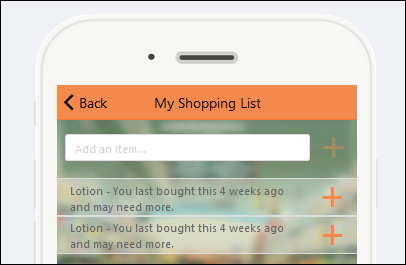 Back
My Shopping List
Add an item...
Lotion - You last bought this 4 weeks ago
and may need more.
Lotion - You last bought this 4 weeks ago
and may need more.